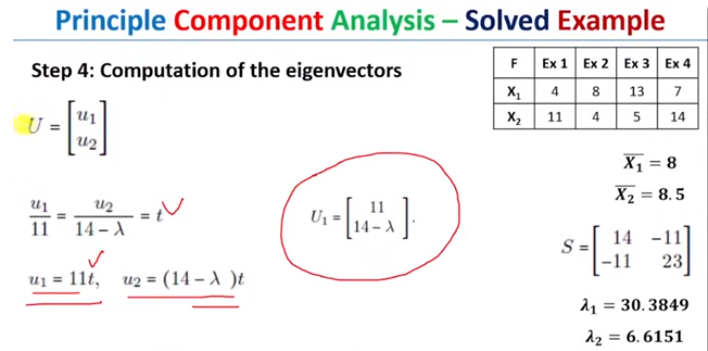 Principle Component Analysis – Solved Example
Step 4: Computation of the eigenvectors
U = [u1 u2]
u1/11 = u2/(14 − λ) = t
u1 = 11t, u2 = (14 − λ )t
U1 = [11 14 − λ].
F Ex 1 Ex 2 Ex 3 Ex 4
X1 4 8 13 7
X2 11 4 5 14
X̄1 = 8
X̄2 = 8.5
S = [14 −11
−11 23]
λ1 = 30.3849
λ2 = 6.6151